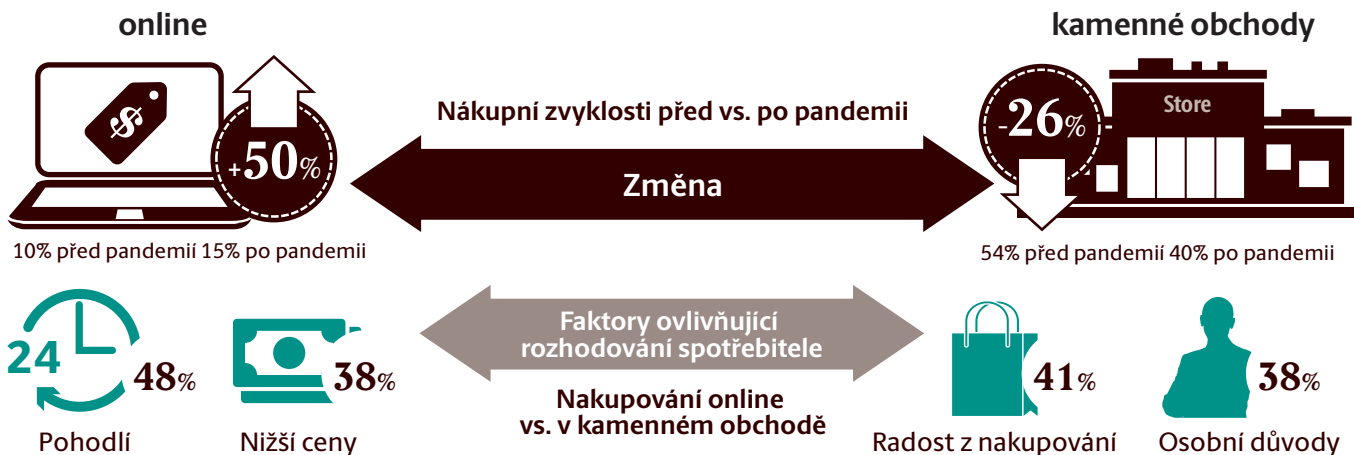 online
kamenné obchody
$
+50%
Nákupní zvyklosti před vs. po pandemii
-26%
Store
Změna
10% před pandemií 15% po pandemii
54% před pandemií 40% po pandemii
24
48%
38%
Faktory ovlivňující
rozhodování spotřebitele
41%
38%
Nakupování online
vs. v kamenném obchodě
Pohodlí
Nižší ceny
Radost z nakupování
Osobní důvody